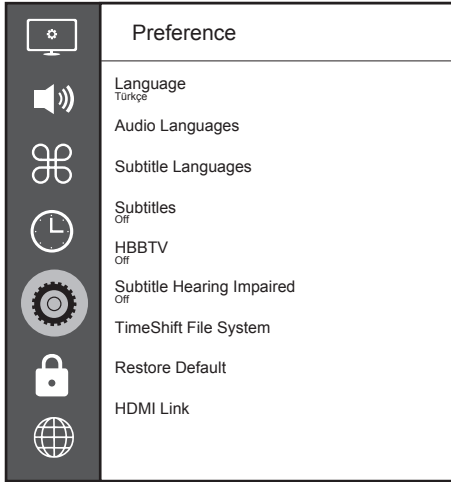 Preference
Language
Türkçe
Audio Languages
Subtitle Languages
Subtitles
Off
HBBTV
Off
Subtitle Hearing Impaired
Off
TimeShift File System
Restore Default
HDMI Link